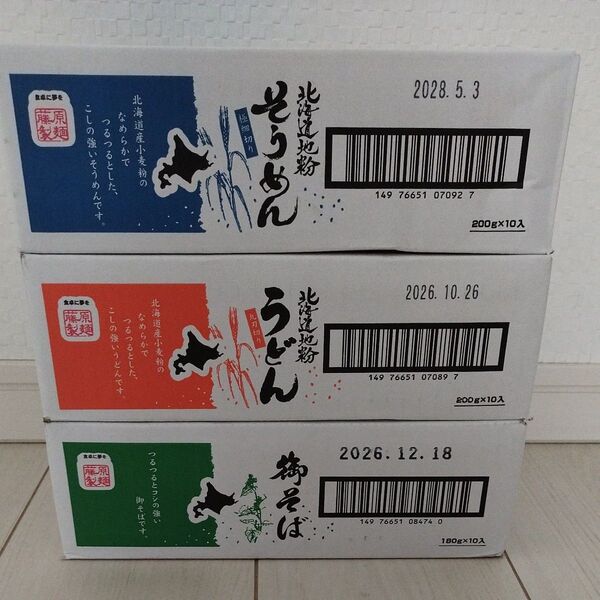 食卓に夢を
藤原製麺
北海道産小麦粉の
なめらかで
つるつるとした、
こしの強いそうめんです。
極細切り
北海道地粉
そうめん
2028.5.3
149 76651 07092 7
200g×10入
食卓に夢を
藤原製麺
北海道産小麦粉の
なめらかで
つるつるとした、
こしの強いうどんです。
丸刃切り
北海道地粉
うどん
2026.10.26
149 76651 07089 7
200g×10入
食卓に夢を
藤原製麺
つるつるとコシの強い
御そばです。
御そば
2026.12.18
149 76651 08474 0
180g×10入